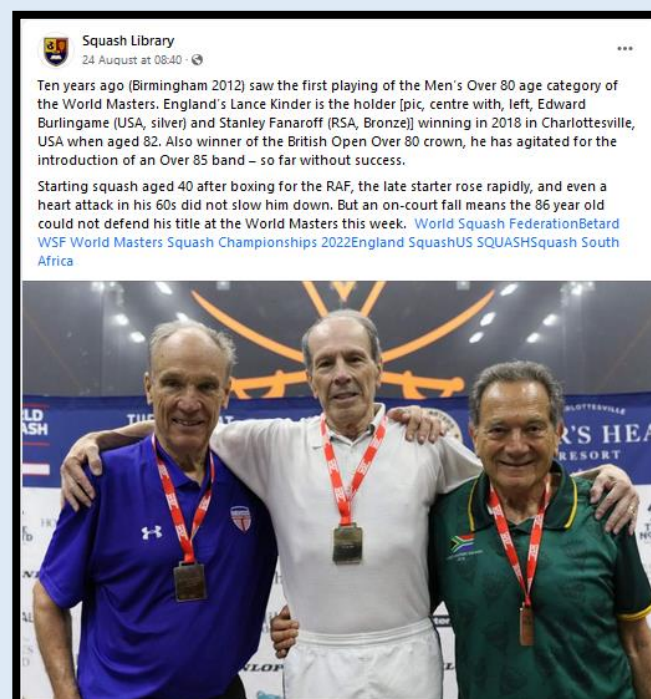 Squash Library
24 August at 08:40 ·
Ten years ago (Birmingham 2012) saw the first playing of the Men's Over 80 age category of
the World Masters. England's Lance Kinder is the holder [pic, centre with, left, Edward
Burlingame (USA, silver) and Stanley Fanaroff (RSA, Bronze)] winning in 2018 in Charlottesville,
USA when aged 82. Also winner of the British Open Over 80 crown, he has agitated for the
introduction of an Over 85 band – so far without success.
Starting squash aged 40 after boxing for the RAF, the late starter rose rapidly, and even a
heart attack in his 60s did not slow him down. But an on-court fall means the 86 year old
could not defend his title at the World Masters this week. World Squash FederationBetard
WSF World Masters Squash Championships 2022England SquashUS SQUASHSquash South
Africa
RESORT